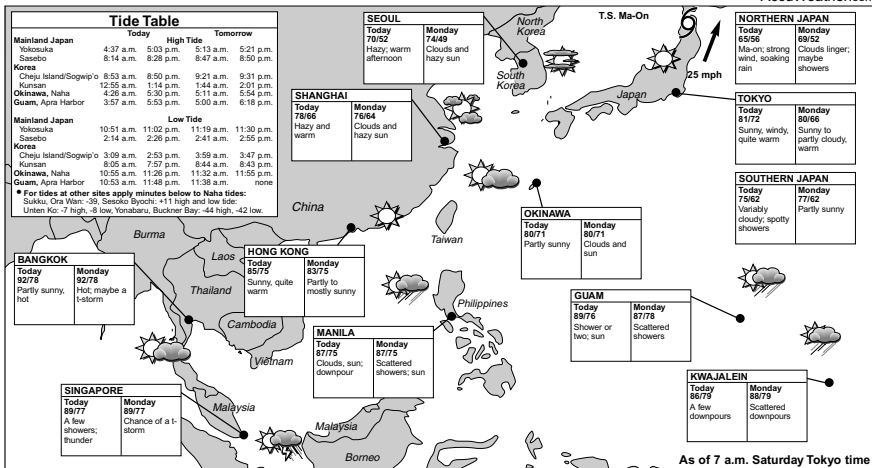 Tide Table
Today Tomorrow
Mainland Japan High Tide
Yokosuka 4:37 a.m. 5:03 p.m. 5:13 a.m. 5:21 p.m.
Sasebo 8:14 a.m. 8:28 p.m. 8:47 a.m. 8:50 p.m.
Korea
Cheju Island/Sogwip'o 8:53 a.m. 8:50 p.m. 9:21 a.m. 9:31 p.m.
Kunsan 12:55 a.m. 1:14 p.m. 1:44 a.m. 2:01 p.m.
Okinawa, Naha 4:26 a.m. 5:30 p.m. 5:11 a.m. 5:54 p.m.
Guam, Apra Harbor 3:57 a.m. 5:53 p.m. 5:00 a.m. 6:18 p.m.
Mainland Japan Low Tide
Yokosuka 10:51 a.m. 11:02 p.m. 11:19 a.m. 11:30 p.m.
Sasebo 2:14 a.m. 2:26 p.m. 2:41 a.m. 2:55 p.m.
Korea
Cheju Island/Sogwip'o 3:09 a.m. 2:53 p.m. 3:59 a.m. 3:47 p.m.
Kunsan 8:05 a.m. 7:57 p.m. 8:44 a.m. 8:43 p.m.
Okinawa, Naha 10:55 a.m. 11:26 p.m. 11:32 a.m. 11:55 p.m.
Guam, Apra Harbor 10:53 a.m. 11:48 p.m. 11:38 a.m. none
• For tides at other sites apply minutes below to Naha tides:
Sukku, Ora Wan: -39, Sesoko Byochi: +11 high and low tide:
Unten Ko: -7 high, -8 low, Yonabaru, Buckner Bay: -44 high, -42 low.
SEOUL
Today Monday
70/52 74/49
Hazy; warm Clouds and
afternoon hazy sun
North
Korea
South
Korea
T.S. Ma-On
25 mph
Japan
NORTHERN JAPAN
Today Monday
65/56 69/52
Ma-on; strong Clouds linger;
wind, soaking maybe
rain showers
SHANGHAI
Today Monday
78/66 76/64
Hazy and Clouds and
warm hazy sun
TOKYO
Today Monday
81/72 80/66
Sunny, windy, Sunny to
quite warm partly cloudy,
warm
SOUTHERN JAPAN
Today Monday
75/62 77/62
Variably Partly sunny
cloudy; spotty
showers
China
Taiwan
OKINAWA
Today Monday
80/71 80/71
Partly sunny Clouds and
sun
Burma
Laos
Thailand
Cambodia
Vietnam
HONG KONG
Today Monday
85/75 83/75
Sunny, quite Partly to
warm mostly sunny
BANGKOK
Today Monday
92/78 92/78
Partly sunny, Hot; maybe a
hot t-storm
Philippines
MANILA
Today Monday
87/75 87/75
Clouds, sun; Scattered
downpour showers; sun
GUAM
Today Monday
89/76 87/78
Shower or Scattered
two; sun showers
KWAJALEIN
Today Monday
86/79 88/79
A few Scattered
downpours downpours
SINGAPORE
Today Monday
89/77 89/77
A few Chance of a t-
showers; storm
thunder
Malaysia
Malaysia
Borneo
As of 7 a.m. Saturday Tokyo time